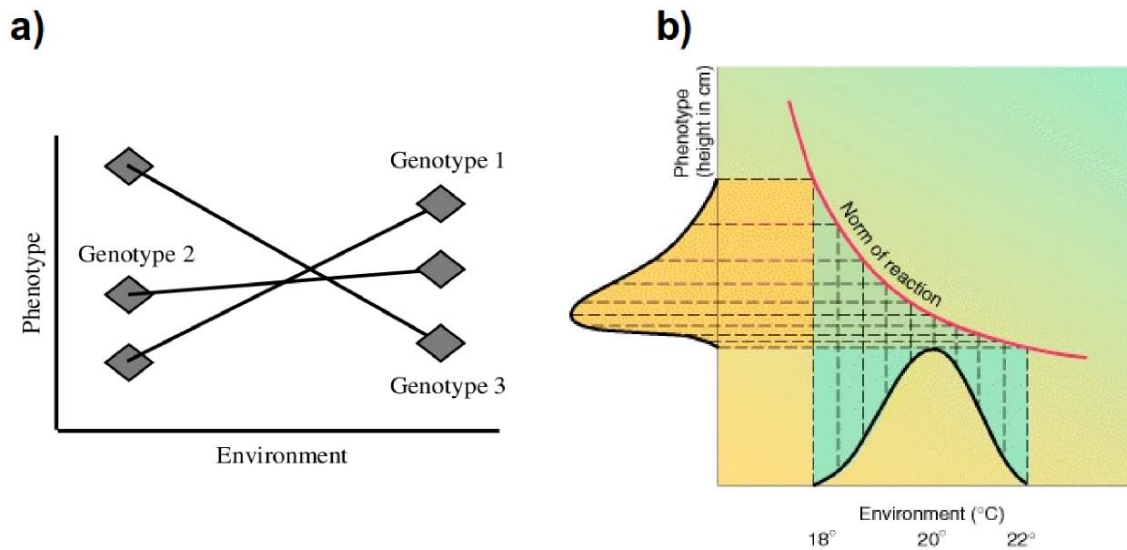 a)
Phenotype
Environment
Genotype 1
Genotype 2
Genotype 3
b)
Phenotype
(height in cm)
Norm of reaction
Environment (°C)
18° 20° 22°